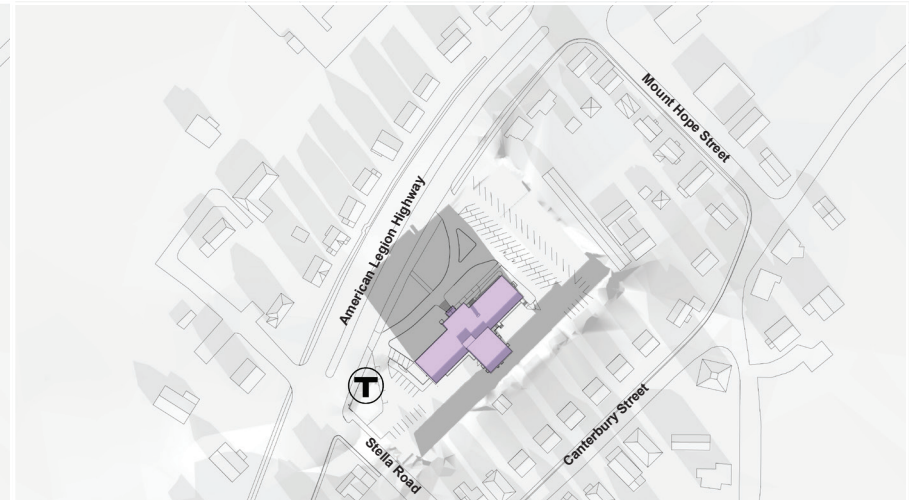 Mount Hope Street
American Legion Highway
T
Canterbury Street
Stella Road